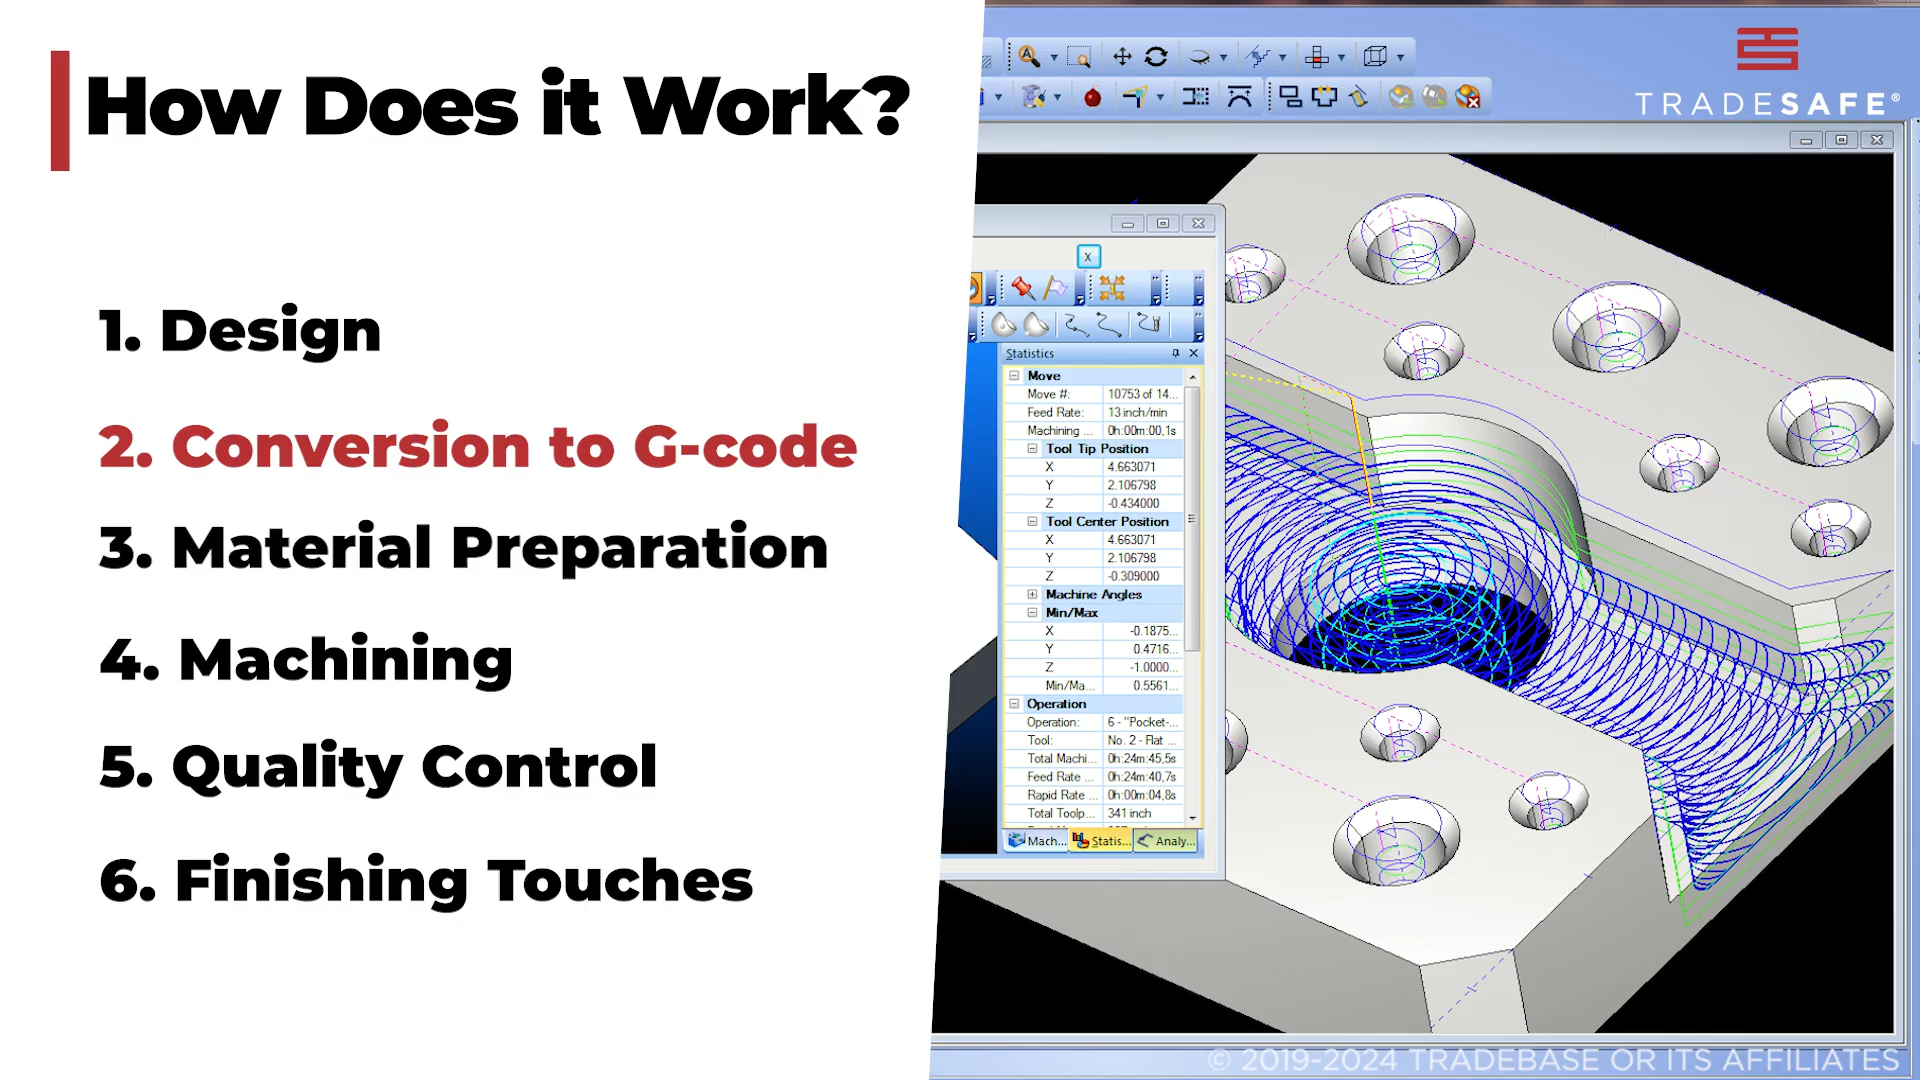 How Does it Work?
1. Design
2. Conversion to G-code
3. Material Preparation
4. Machining
5. Quality Control
6. Finishing Touches
TRADESAFE®
X
Statistics
Move
Move #: 10753 of 14...
Feed Rate: 13 inch/min
Machining ... 0h:00m:00,1s
Tool Tip Position
X 4.663071
Y 2.106798
Z -0.434000
Tool Center Position
X 4.663071
Y 2.106798
Z -0.309000
Machine Angles
Min/Max
X -0.1875...
Y 0.4716...
Z -1.0000...
Min/Ma... 0.5561...
Operation
Operation: 6 - "Pocket-...
Tool: No. 2 - Flat ...
Total Machi... 0h:24m:45,5s
Feed Rate ... 0h:24m:40,7s
Rapid Rate ... 0h:00m:04,8s
Total Toolp... 341 inch
Mach... Statis... Analy...
© 2019-2024 TRADEBASE OR ITS AFFILIATES